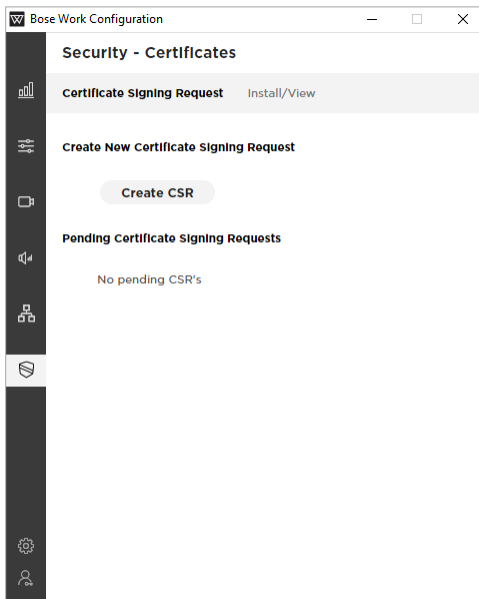 Bose Work Configuration
Security - Certificates
Certificate Signing Request Install/View
Create New Certificate Signing Request
Create CSR
Pending Certificate Signing Requests
No pending CSR's